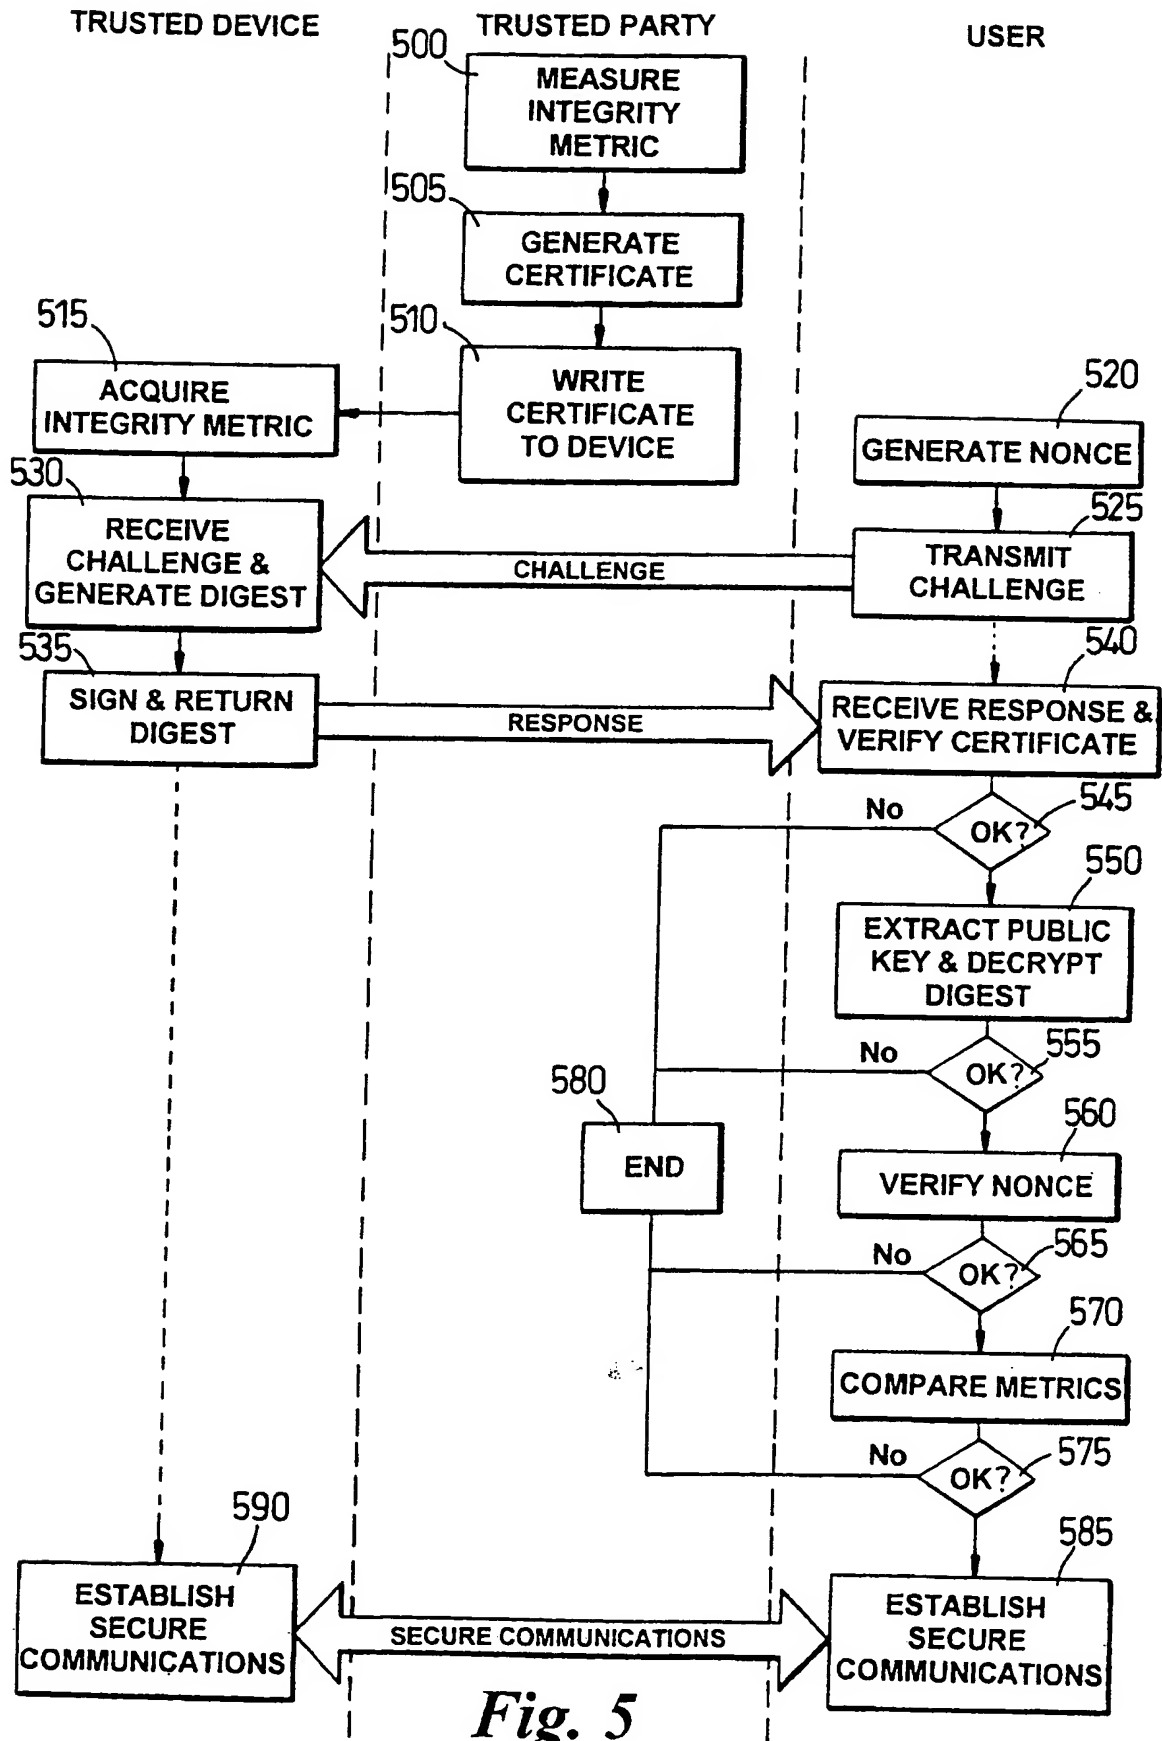 TRUSTED DEVICE
TRUSTED PARTY
USER
500
MEASURE
INTEGRITY
METRIC
505
GENERATE
CERTIFICATE
510
WRITE
CERTIFICATE
TO DEVICE
515
ACQUIRE
INTEGRITY METRIC
520
GENERATE NONCE
525
TRANSMIT
CHALLENGE
530
RECEIVE
CHALLENGE &
GENERATE DIGEST
CHALLENGE
535
SIGN & RETURN
DIGEST
RESPONSE
540
RECEIVE RESPONSE &
VERIFY CERTIFICATE
No
OK?
545
550
EXTRACT PUBLIC
KEY & DECRYPT
DIGEST
No
OK?
555
580
END
560
VERIFY NONCE
No
OK?
565
570
COMPARE METRICS
No
OK?
575
590
ESTABLISH
SECURE
COMMUNICATIONS
SECURE COMMUNICATIONS
585
ESTABLISH
SECURE
COMMUNICATIONS
Fig. 5